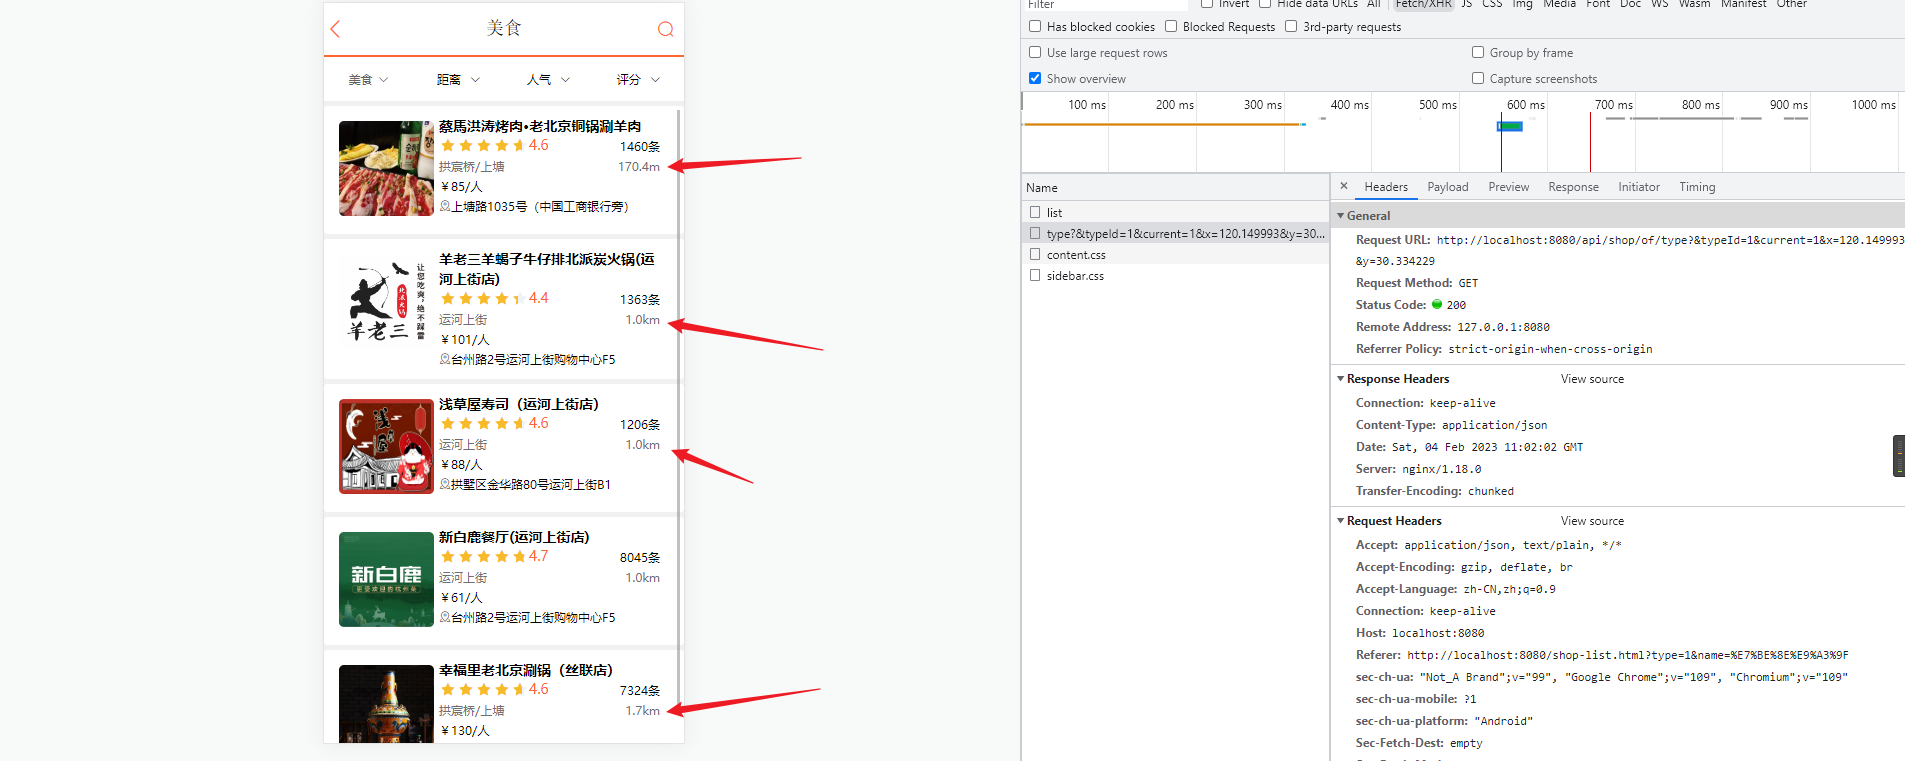 美食
美食
距离
人气
评分
蔡馬洪涛烤肉·老北京铜锅涮羊肉
4.6
1460条
拱宸桥/上塘
170.4m
￥85/人
上塘路1035号（中国工商银行旁）
让您吃爽，绝不踩雷
北派火锅
羊老三
羊老三羊蝎子牛仔排北派炭火锅(运
河上街店)
4.4
1363条
运河上街
1.0km
￥101/人
台州路2号运河上街购物中心F5
浅草屋寿司（运河上街店）
4.6
1206条
运河上街
1.0km
￥88/人
拱墅区金华路80号运河上街B1
新白鹿
新白鹿餐厅(运河上街店)
4.7
8045条
运河上街
1.0km
￥61/人
台州路2号运河上街购物中心F5
幸福里老北京涮锅（丝联店）
4.6
7324条
拱宸桥/上塘
1.7km
￥130/人
Filter
Invert
Hide data URLs
All
Fetch/XHR
JS
CSS
Img
Media
Font
Doc
WS
Wasm
Manifest
Other
Has blocked cookies
Blocked Requests
3rd-party requests
Use large request rows
Group by frame
Show overview
Capture screenshots
100 ms
200 ms
300 ms
400 ms
500 ms
600 ms
700 ms
800 ms
900 ms
1000 ms
Name
list
type?&typeId=1&current=1&x=120.149993&y=30...
content.css
sidebar.css
×
Headers
Payload
Preview
Response
Initiator
Timing
General
Request URL: http://localhost:8080/api/shop/of/type?&typeId=1&current=1&x=120.149993
&y=30.334229
Request Method: GET
Status Code: 200
Remote Address: 127.0.0.1:8080
Referrer Policy: strict-origin-when-cross-origin
Response Headers
View source
Connection: keep-alive
Content-Type: application/json
Date: Sat, 04 Feb 2023 11:02:02 GMT
Server: nginx/1.18.0
Transfer-Encoding: chunked
Request Headers
View source
Accept: application/json, text/plain, */*
Accept-Encoding: gzip, deflate, br
Accept-Language: zh-CN,zh;q=0.9
Connection: keep-alive
Host: localhost:8080
Referer: http://localhost:8080/shop-list.html?type=1&name=%E7%BE%8E%E9%A3%9F
sec-ch-ua: "Not_A Brand";v="99", "Google Chrome";v="109", "Chromium";v="109"
sec-ch-ua-mobile: ?1
sec-ch-ua-platform: "Android"
Sec-Fetch-Dest: empty